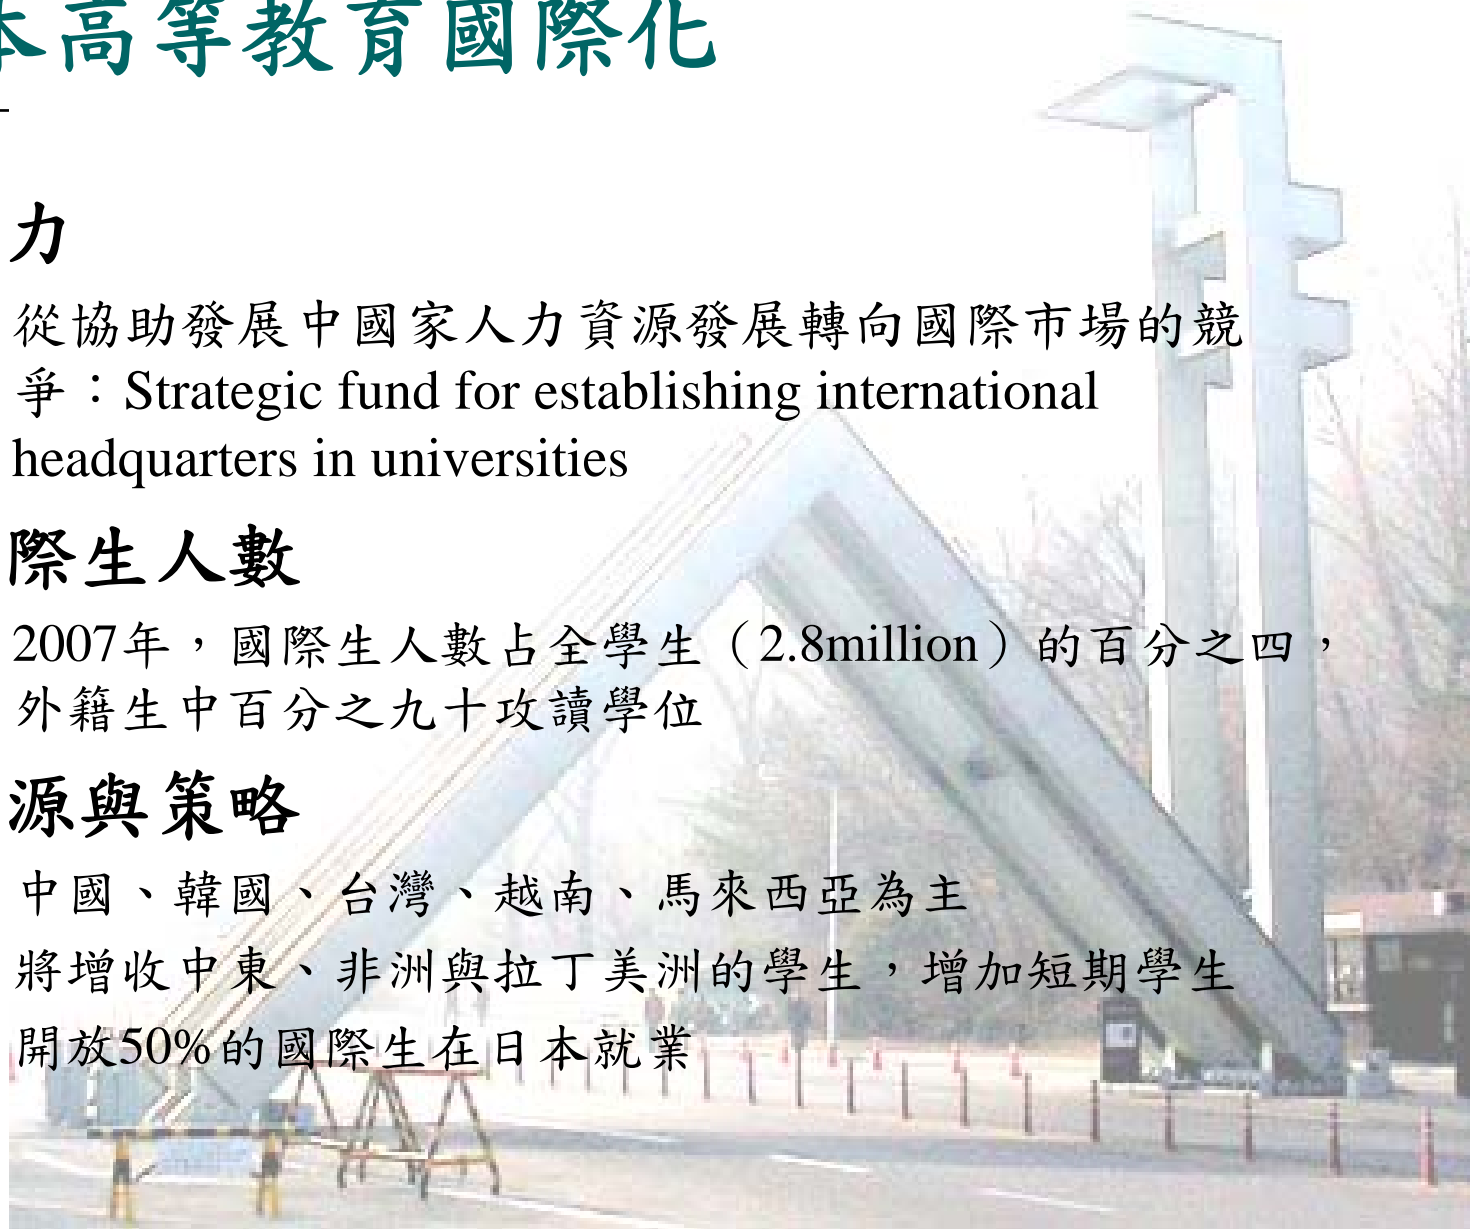 本高等教育國際化
力
從協助發展中國家人力資源發展轉向國際市場的競
爭：Strategic fund for establishing international
headquarters in universities
際生人數
2007年，國際生人數占全學生（2.8million）的百分之四，
外籍生中百分之九十攻讀學位
源與策略
中國、韓國、台灣、越南、馬來西亞為主
將增收中東、非洲與拉丁美洲的學生，增加短期學生
開放50%的國際生在日本就業